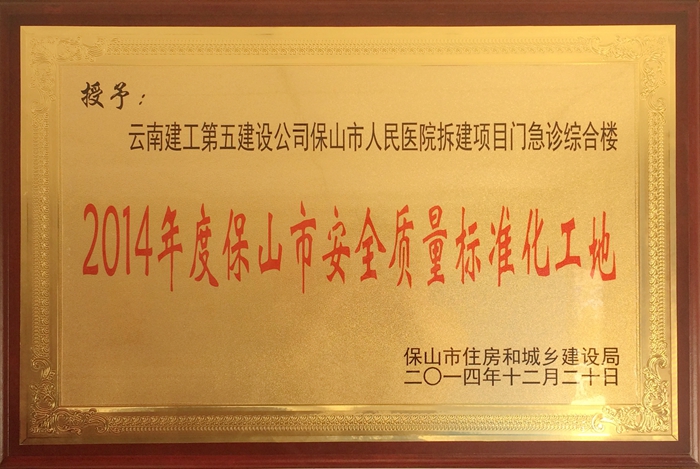 授予：
云南建工第五建设公司保山市人民医院拆建项目门急诊综合楼
2014年度保山市安全质量标准化工地
保山市住房和城乡建设局
二〇一四年十二月二十日